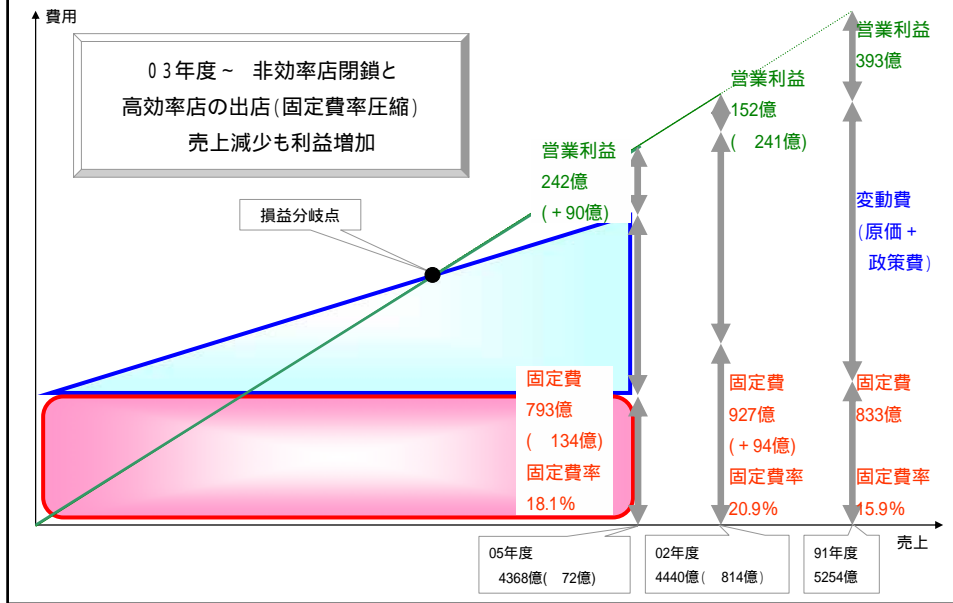 費用
03年度~ 非効率店閉鎖と
高効率店の出店(固定費率圧縮)
売上減少も利益増加
損益分岐点
営業利益
242億
(+90億)
営業利益
152億
( 241億)
営業利益
393億
変動費
(原価+
政策費)
固定費
793億
( 134億)
固定費率
18.1%
固定費
927億
(+94億)
固定費率
20.9%
固定費
833億
固定費率
15.9%
売上
05年度
4368億( 72億)
02年度
4440億( 814億)
91年度
5254億